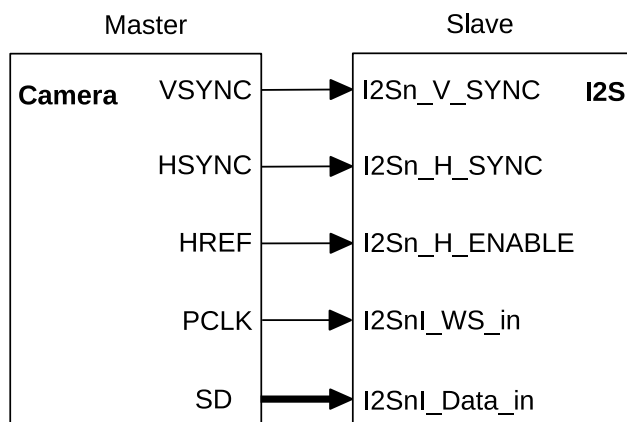 Master Slave
Camera VSYNC I2Sn_V_SYNC I2S
HSYNC I2Sn_H_SYNC
HREF I2Sn_H_ENABLE
PCLK I2SnI_WS_in
SD I2SnI_Data_in